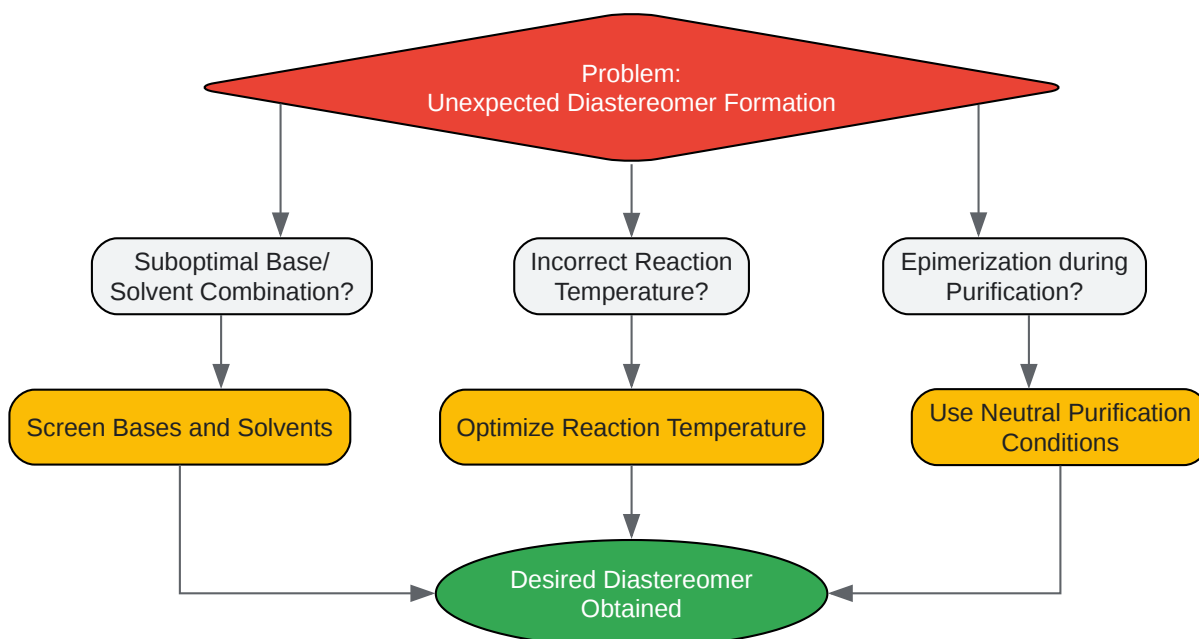 Problem:
Unexpected Diastereomer Formation
Suboptimal Base/
Solvent Combination?
Incorrect Reaction
Temperature?
Epimerization during
Purification?
Screen Bases and Solvents
Optimize Reaction Temperature
Use Neutral Purification
Conditions
Desired Diastereomer
Obtained